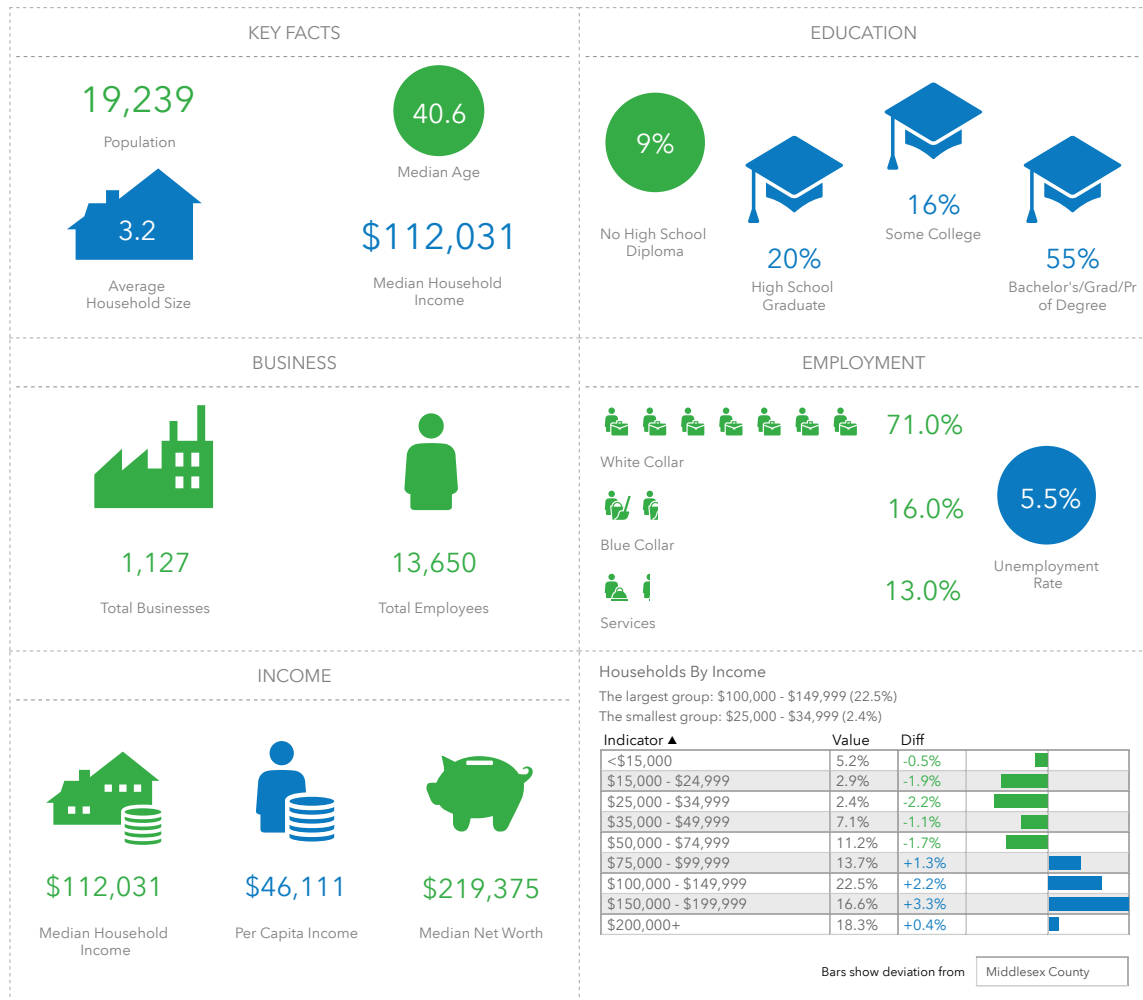 KEY FACTS
19,239
Population
40.6
Median Age
3.2
Average
Household Size
$112,031
Median Household
Income
EDUCATION
9%
No High School
Diploma
20%
High School
Graduate
16%
Some College
55%
Bachelor's/Grad/Pr
of Degree
BUSINESS
1,127
Total Businesses
13,650
Total Employees
EMPLOYMENT
71.0%
White Collar
16.0%
Blue Collar
13.0%
Services
5.5%
Unemployment
Rate
INCOME
$112,031
Median Household
Income
$46,111
Per Capita Income
$219,375
Median Net Worth
Households By Income
The largest group: $100,000 - $149,999 (22.5%)
The smallest group: $25,000 - $34,999 (2.4%)
Indicator ▲ Value Diff
<$15,000 5.2% -0.5%
$15,000 - $24,999 2.9% -1.9%
$25,000 - $34,999 2.4% -2.2%
$35,000 - $49,999 7.1% -1.1%
$50,000 - $74,999 11.2% -1.7%
$75,000 - $99,999 13.7% +1.3%
$100,000 - $149,999 22.5% +2.2%
$150,000 - $199,999 16.6% +3.3%
$200,000+ 18.3% +0.4%
Bars show deviation from Middlesex County